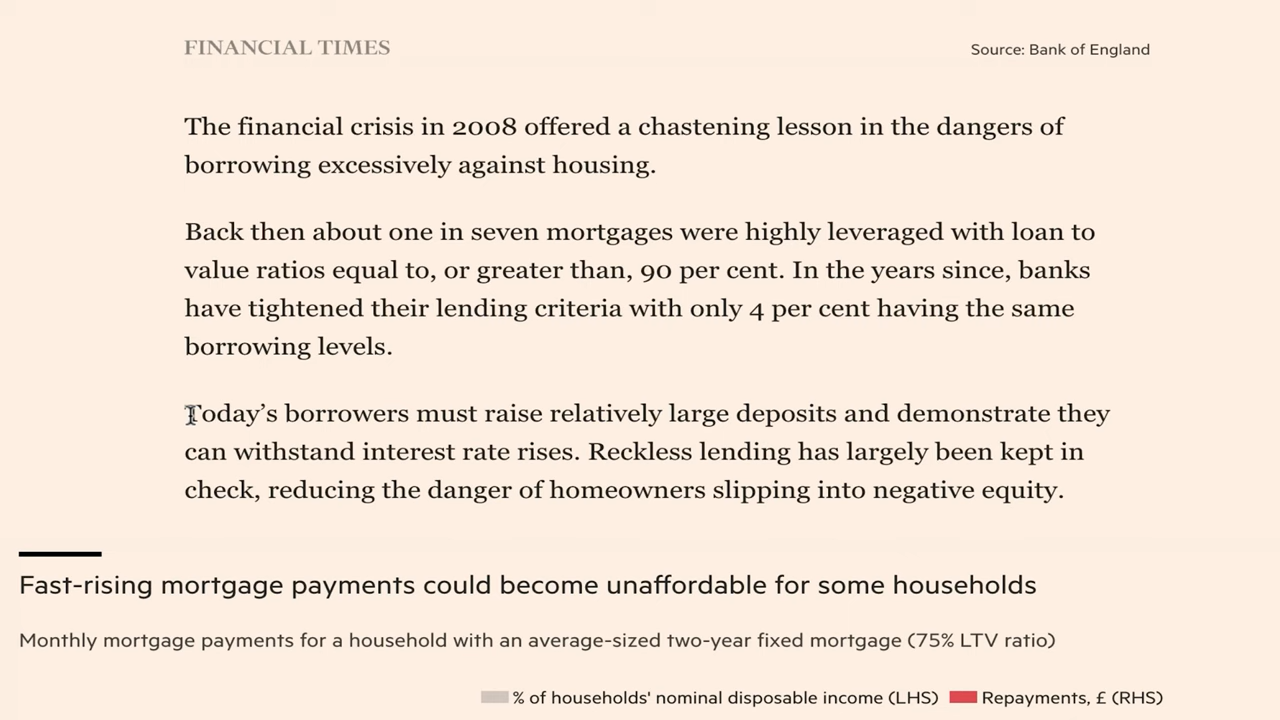 FINANCIAL TIMES
Source: Bank of England
The financial crisis in 2008 offered a chastening lesson in the dangers of
borrowing excessively against housing.
Back then about one in seven mortgages were highly leveraged with loan to
value ratios equal to, or greater than, 90 per cent. In the years since, banks
have tightened their lending criteria with only 4 per cent having the same
borrowing levels.
Today’s borrowers must raise relatively large deposits and demonstrate they
can withstand interest rate rises. Reckless lending has largely been kept in
check, reducing the danger of homeowners slipping into negative equity.
Fast-rising mortgage payments could become unaffordable for some households
Monthly mortgage payments for a household with an average-sized two-year fixed mortgage (75% LTV ratio)
% of households' nominal disposable income (LHS) Repayments, £ (RHS)